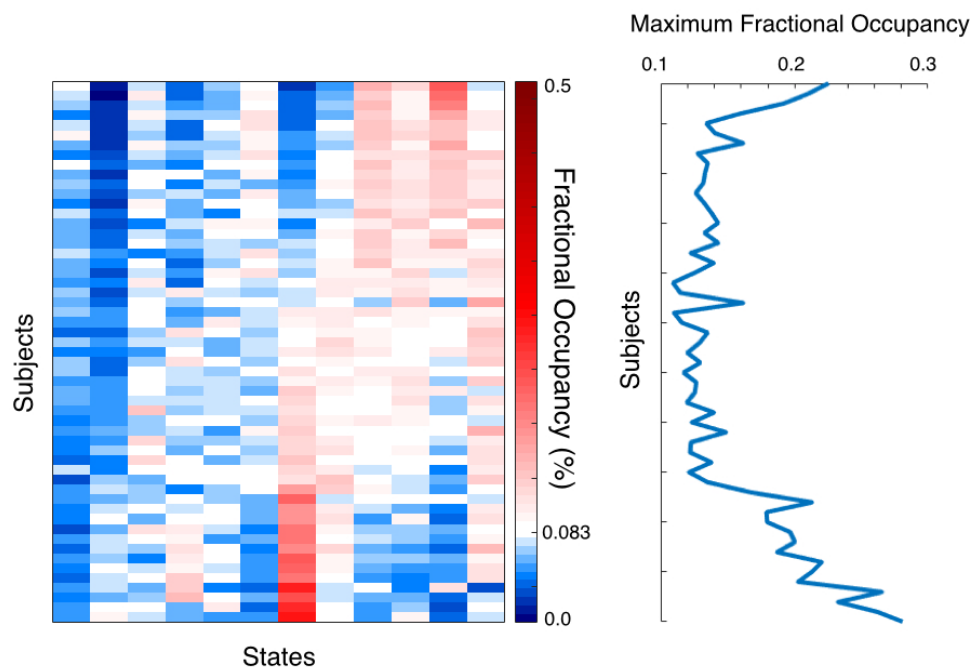 Maximum Fractional Occupancy
0.1 0.2 0.3
0.5
Fractional Occupancy (%)
0.083
0.0
Subjects
Subjects
States